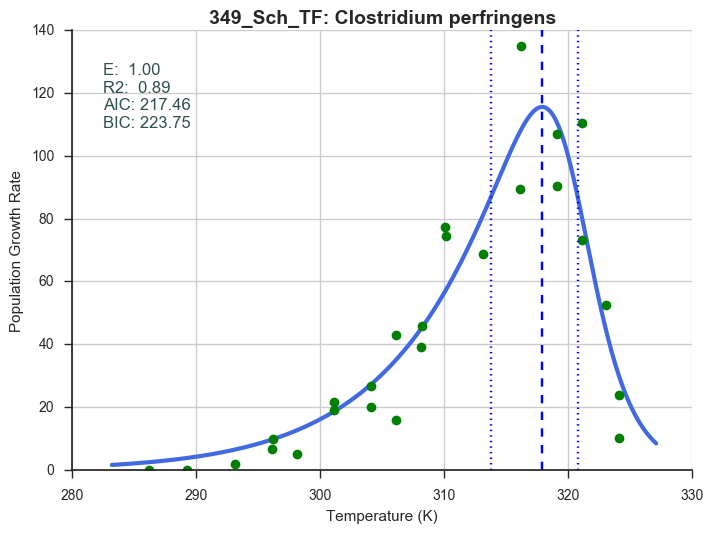 349_Sch_TF: Clostridium perfringens
E:  1.00
R2:  0.89
AIC: 217.46
BIC: 223.75
Population Growth Rate
140
120
100
80
60
40
20
0
280 290 300 310 320 330
Temperature (K)